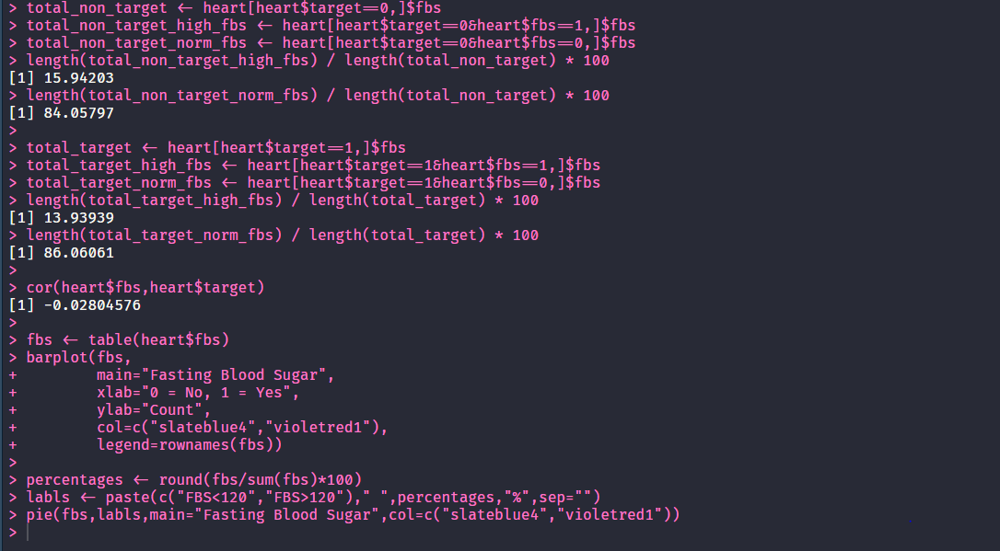 > total_non_target <- heart[heart$target==0,]$fbs
> total_non_target_high_fbs <- heart[heart$target==0&heart$fbs==1,]$fbs
> total_non_target_norm_fbs <- heart[heart$target==0&heart$fbs==0,]$fbs
> length(total_non_target_high_fbs) / length(total_non_target) * 100
[1] 15.94203
> length(total_non_target_norm_fbs) / length(total_non_target) * 100
[1] 84.05797
>
> total_target <- heart[heart$target==1,]$fbs
> total_target_high_fbs <- heart[heart$target==1&heart$fbs==1,]$fbs
> total_target_norm_fbs <- heart[heart$target==1&heart$fbs==0,]$fbs
> length(total_target_high_fbs) / length(total_target) * 100
[1] 13.93939
> length(total_target_norm_fbs) / length(total_target) * 100
[1] 86.06061
>
> cor(heart$fbs,heart$target)
[1] -0.02804576
>
> fbs <- table(heart$fbs)
> barplot(fbs,
+         main="Fasting Blood Sugar",
+         xlab="0 = No, 1 = Yes",
+         ylab="Count",
+         col=c("slateblue4","violetred1"),
+         legend=rownames(fbs))
>
> percentages <- round(fbs/sum(fbs)*100)
> labls <- paste(c("FBS<120","FBS>120")," ",percentages,"%",sep="")
> pie(fbs,labls,main="Fasting Blood Sugar",col=c("slateblue4","violetred1"))
>